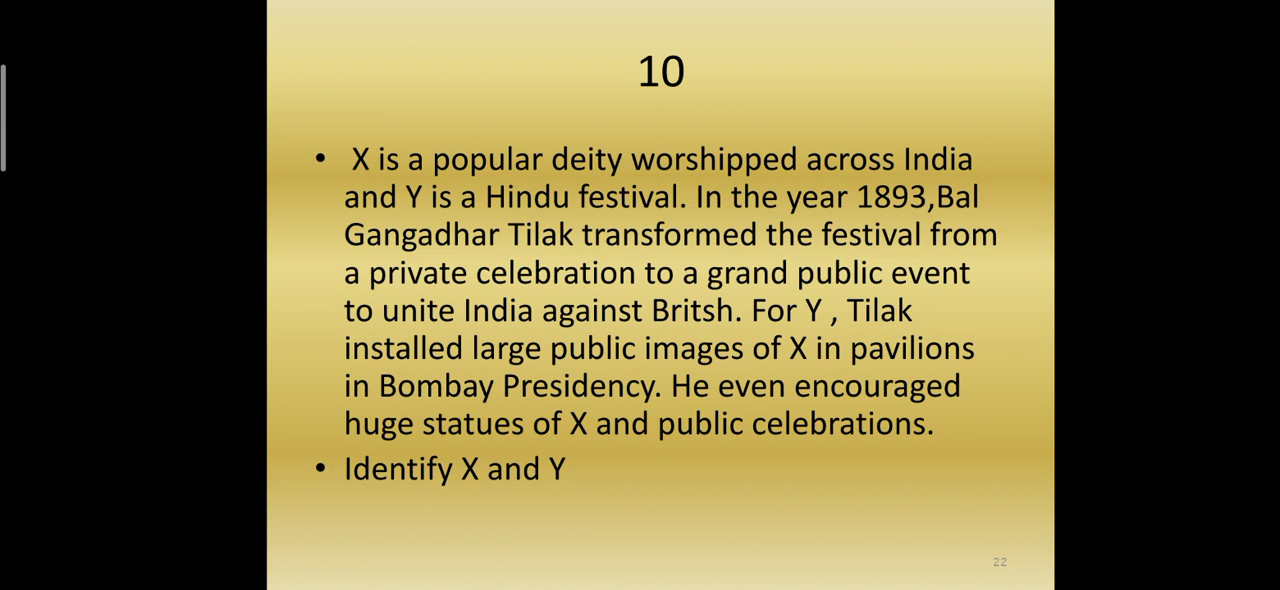 10
• X is a popular deity worshipped across India
and Y is a Hindu festival. In the year 1893,Bal
Gangadhar Tilak transformed the festival from
a private celebration to a grand public event
to unite India against Britsh. For Y , Tilak
installed large public images of X in pavilions
in Bombay Presidency. He even encouraged
huge statues of X and public celebrations.
• Identify X and Y
22